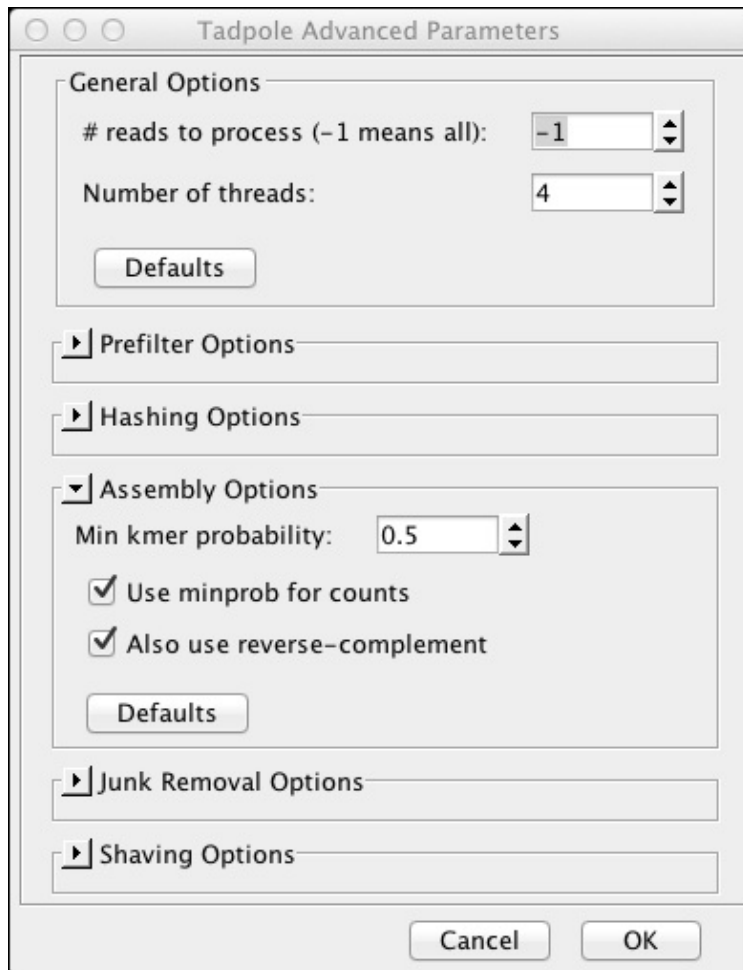 Tadpole Advanced Parameters
General Options
# reads to process (-1 means all): -1
Number of threads: 4
Defaults
Prefilter Options
Hashing Options
Assembly Options
Min kmer probability: 0.5
Use minprob for counts
Also use reverse-complement
Defaults
Junk Removal Options
Shaving Options
Cancel OK